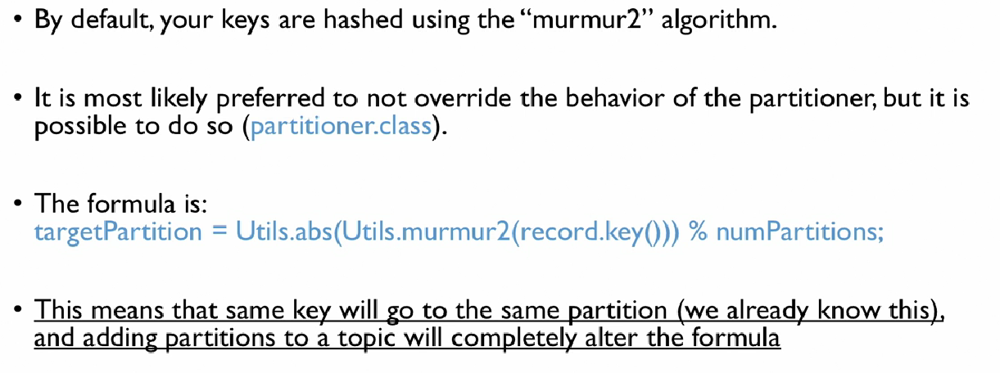 • By default, your keys are hashed using the “murmur2” algorithm.
• It is most likely preferred to not override the behavior of the partitioner, but it is
possible to do so (partitioner.class).
• The formula is:
targetPartition = Utils.abs(Utils.murmur2(record.key())) % numPartitions;
• This means that same key will go to the same partition (we already know this),
and adding partitions to a topic will completely alter the formula